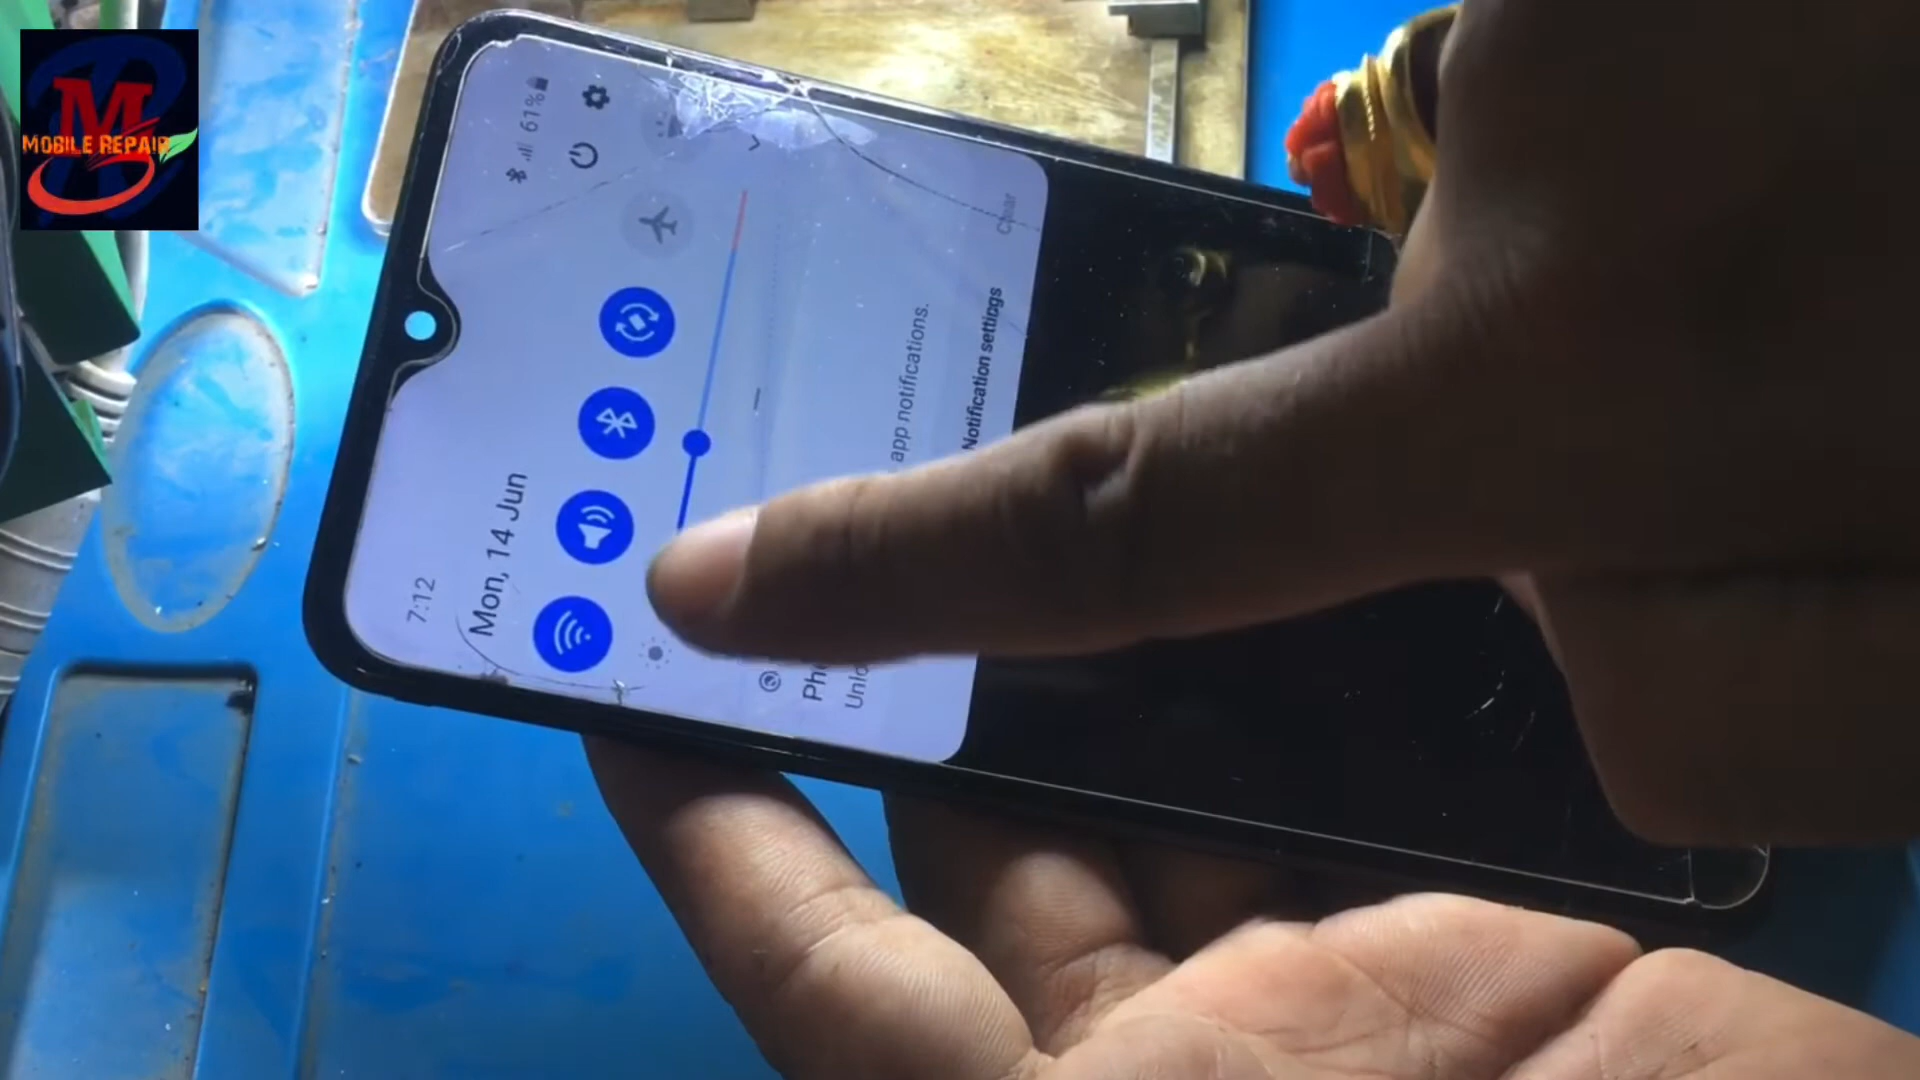 M
MOBILE REPAIR
7:12
61%
Mon, 14 Jun
app notifications.
Notification settings
Clear